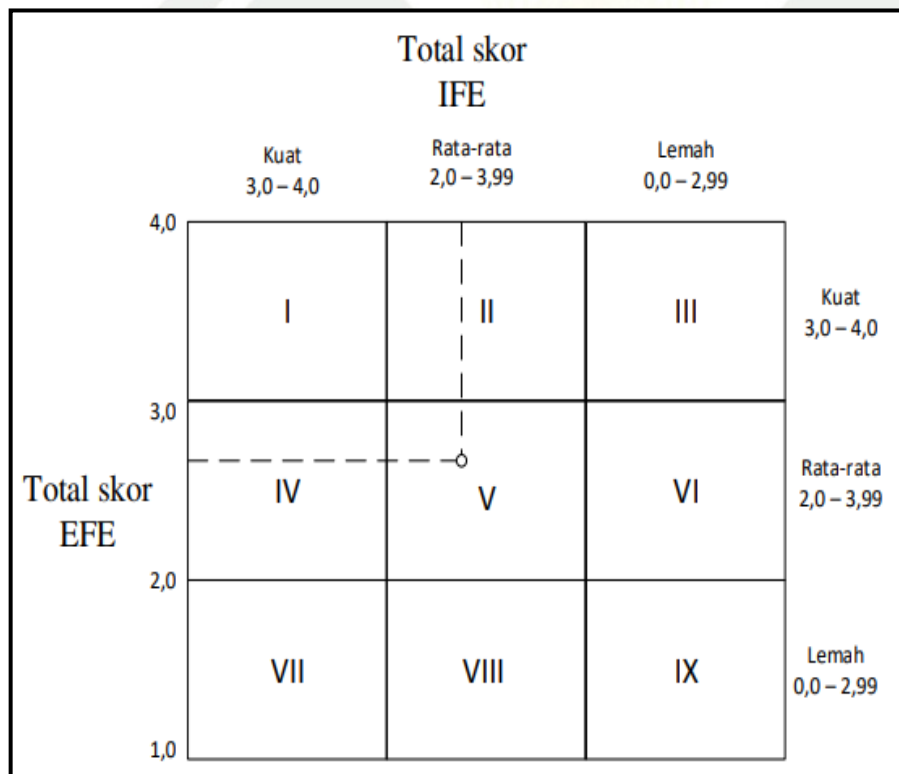 Total skor
IFE
Kuat
3,0 – 4,0
Rata-rata
2,0 – 3,99
Lemah
0,0 – 2,99
4,0
I
II
III
Kuat
3,0 – 4,0
3,0
Total skor
EFE
IV
V
VI
Rata-rata
2,0 – 3,99
2,0
VII
VIII
IX
Lemah
0,0 – 2,99
1,0